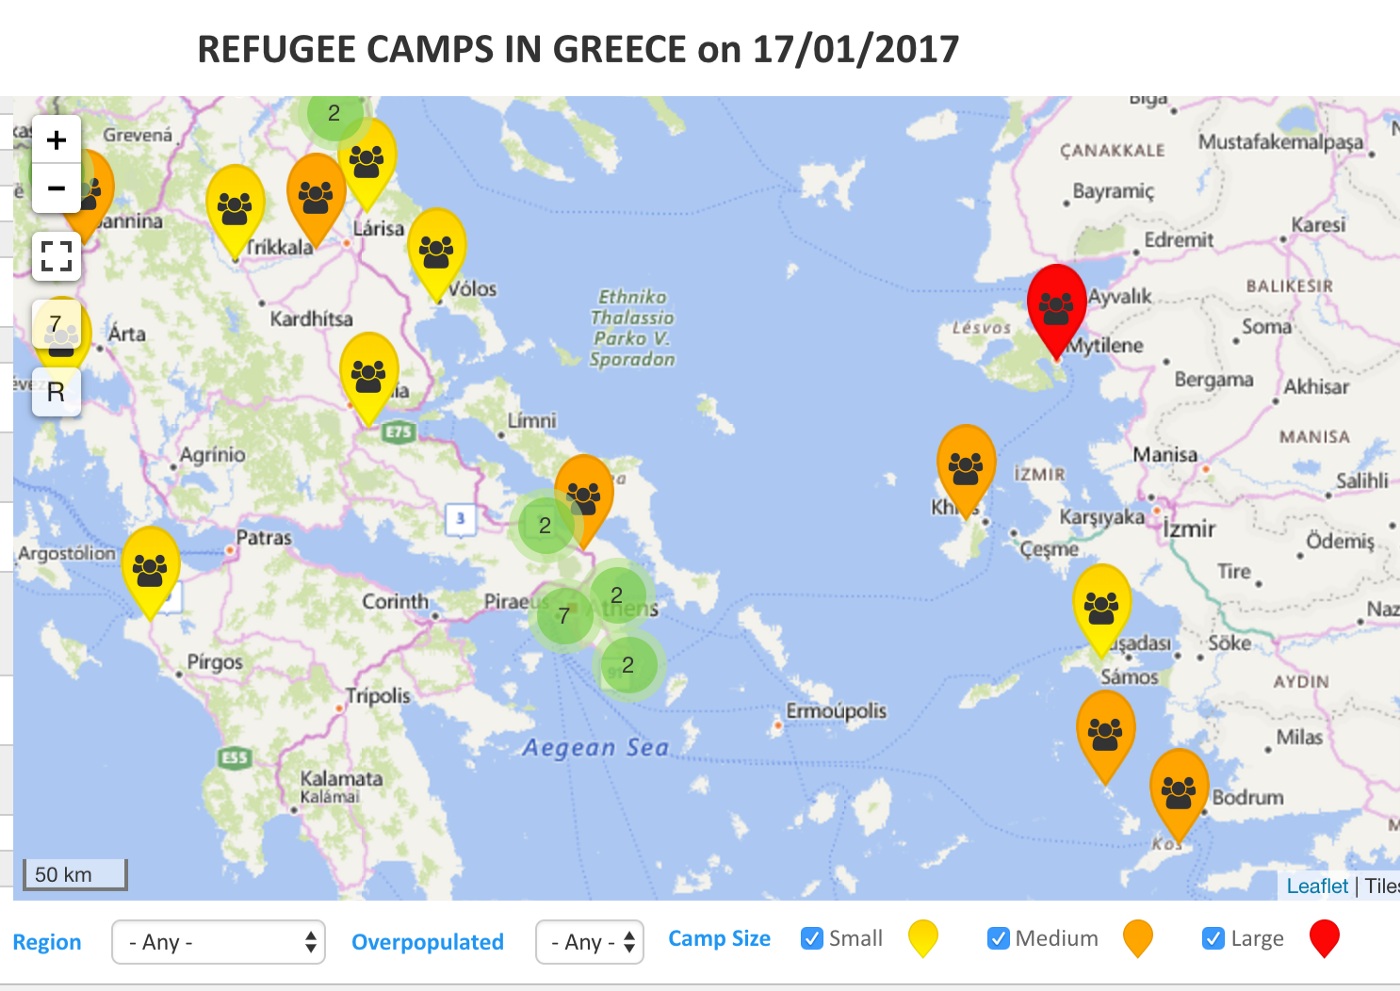 REFUGEE CAMPS IN GREECE on 17/01/2017
2
Biga
+
Grevená
ÇANAKKALE
Mustafakemalpaşa
−
Bayramiç
Ioannina
Lárisa
Karesi
Tríkkala
Edremit
Vólos
Ethniko
Thalassio
Parko V.
Sporadon
Ayvalık
BALIKESIR
7
Kardhítsa
Lésvos
Soma
Árta
Mytilene
Bergama
Akhisar
R
E75
Límni
MANISA
Agrínio
Manisa
İZMIR
Salihli
3
2
Karşıyaka
İzmir
Patras
Argostólion
Çeşme
Ödemiş
Tire
Corinth
Piraeus
2
Athens
7
Naz
Pírgos
2
uşadası
Söke
Sámos
AYDIN
Trípolis
Ermoúpolis
Aegean Sea
E55
Milas
Kalamata
Kalámai
Bodrum
Kos
50 km
Leaflet | Tiles
Region
- Any -
Overpopulated
- Any -
Camp Size
Small
Medium
Large